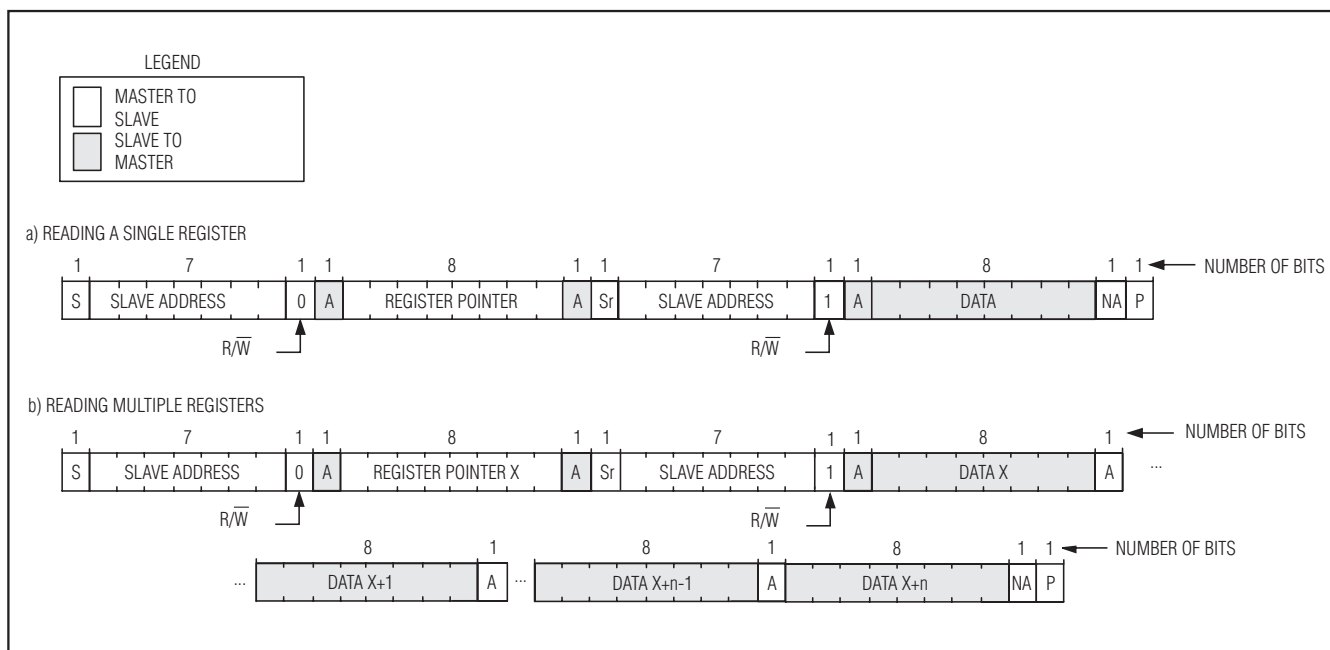 LEGEND
MASTER TO
SLAVE
SLAVE TO
MASTER
a) READING A SINGLE REGISTER
1 7 1 1 8 1 1 7 1 1 8 1 1 NUMBER OF BITS
S SLAVE ADDRESS 0 A REGISTER POINTER A Sr SLAVE ADDRESS 1 A DATA NA P
R/W̅ R/W̅
b) READING MULTIPLE REGISTERS
1 7 1 1 8 1 1 7 1 1 8 1 NUMBER OF BITS
S SLAVE ADDRESS 0 A REGISTER POINTER X A Sr SLAVE ADDRESS 1 A DATA X A ...
R/W̅ R/W̅
8 1 8 1 8 1 1 NUMBER OF BITS
... DATA X+1 A ... DATA X+n-1 A DATA X+n NA P